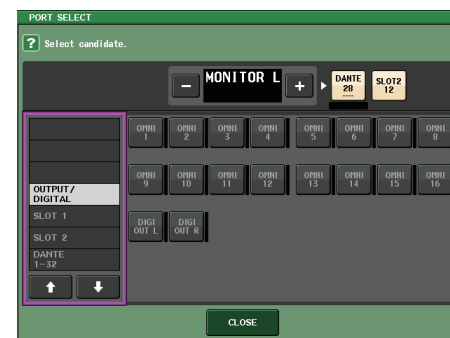 PORT SELECT
? Select candidate.
− MONITOR L + DANTE 28 ---- SLOT2 12
OMNI 1 OMNI 2 OMNI 3 OMNI 4 OMNI 5 OMNI 6 OMNI 7 OMNI 8
OMNI 9 OMNI 10 OMNI 11 OMNI 12 OMNI 13 OMNI 14 OMNI 15 OMNI 16
DIGI OUT L DIGI OUT R
OUTPUT/
DIGITAL
SLOT 1
SLOT 2
DANTE
1-32
CLOSE